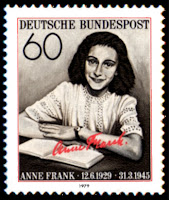 DEUTSCHE BUNDESPOST
60
Anne Frank.
ANNE FRANK · 12.6.1929 · 31.3.1945
1979